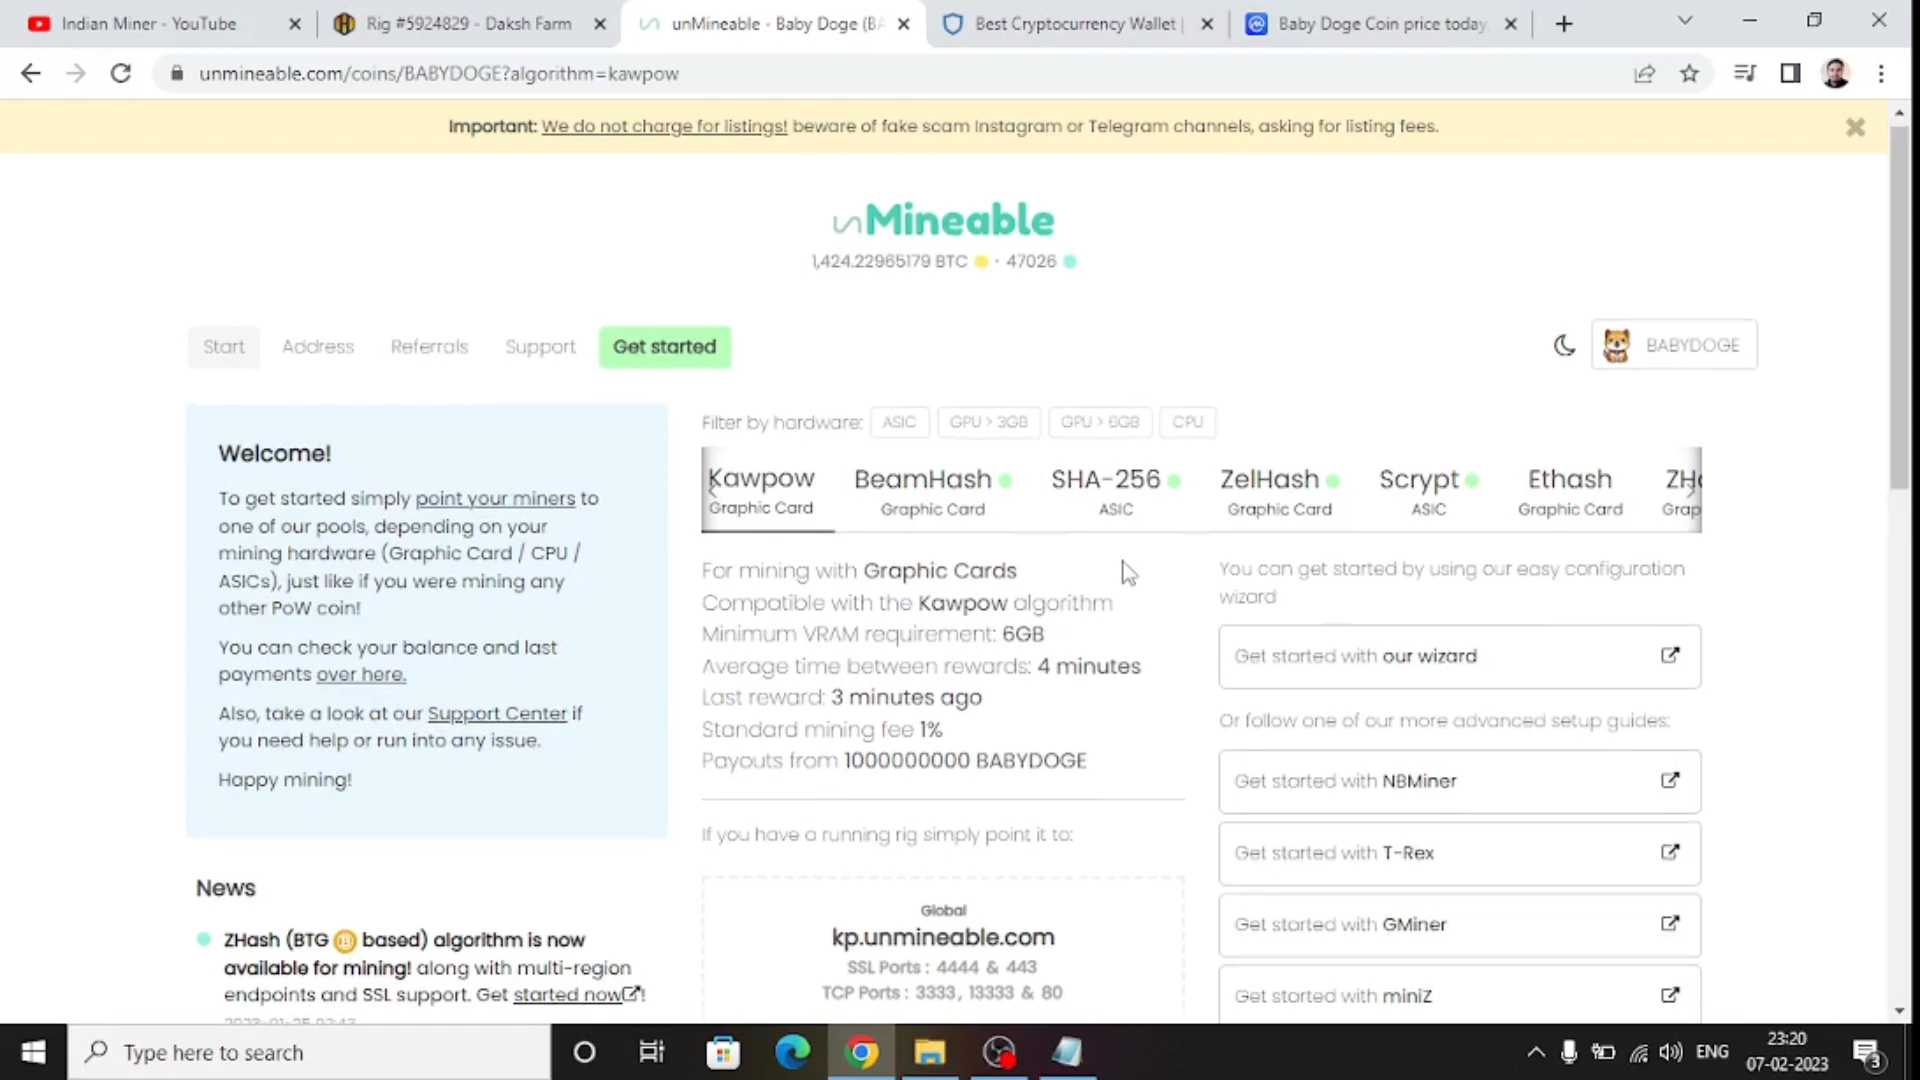 Indian Miner - YouTube
Rig #5924829 - Daksh Farm
unMineable - Baby Doge (BA
Best Cryptocurrency Wallet |
Baby Doge Coin price today,
unmineable.com/coins/BABYDOGE?algorithm=kawpow
Important: We do not charge for listings! beware of fake scam Instagram or Telegram channels, asking for listing fees.
unMineable
1,424.22965179 BTC • 47026
Start
Address
Referrals
Support
Get started
BABYDOGE
Welcome!
To get started simply point your miners to
one of our pools, depending on your
mining hardware (Graphic Card / CPU /
ASICs), just like if you were mining any
other PoW coin!
You can check your balance and last
payments over here.
Also, take a look at our Support Center if
you need help or run into any issue.
Happy mining!
News
ZHash (BTG based) algorithm is now
available for mining! along with multi-region
endpoints and SSL support. Get started now!
Filter by hardware: ASIC GPU > 3GB GPU > 6GB CPU
Kawpow
Graphic Card
BeamHash
Graphic Card
SHA-256
ASIC
ZelHash
Graphic Card
Scrypt
ASIC
Ethash
Graphic Card
ZHa
Grap
For mining with Graphic Cards
Compatible with the Kawpow algorithm
Minimum VRAM requirement: 6GB
Average time between rewards: 4 minutes
Last reward: 3 minutes ago
Standard mining fee 1%
Payouts from 1000000000 BABYDOGE
If you have a running rig simply point it to:
Global
kp.unmineable.com
SSL Ports : 4444 & 443
TCP Ports : 3333, 13333 & 80
You can get started by using our easy configuration
wizard
Get started with our wizard
Or follow one of our more advanced setup guides:
Get started with NBMiner
Get started with T-Rex
Get started with GMiner
Get started with miniZ
Type here to search
ENG
23:20
07-02-2023
3